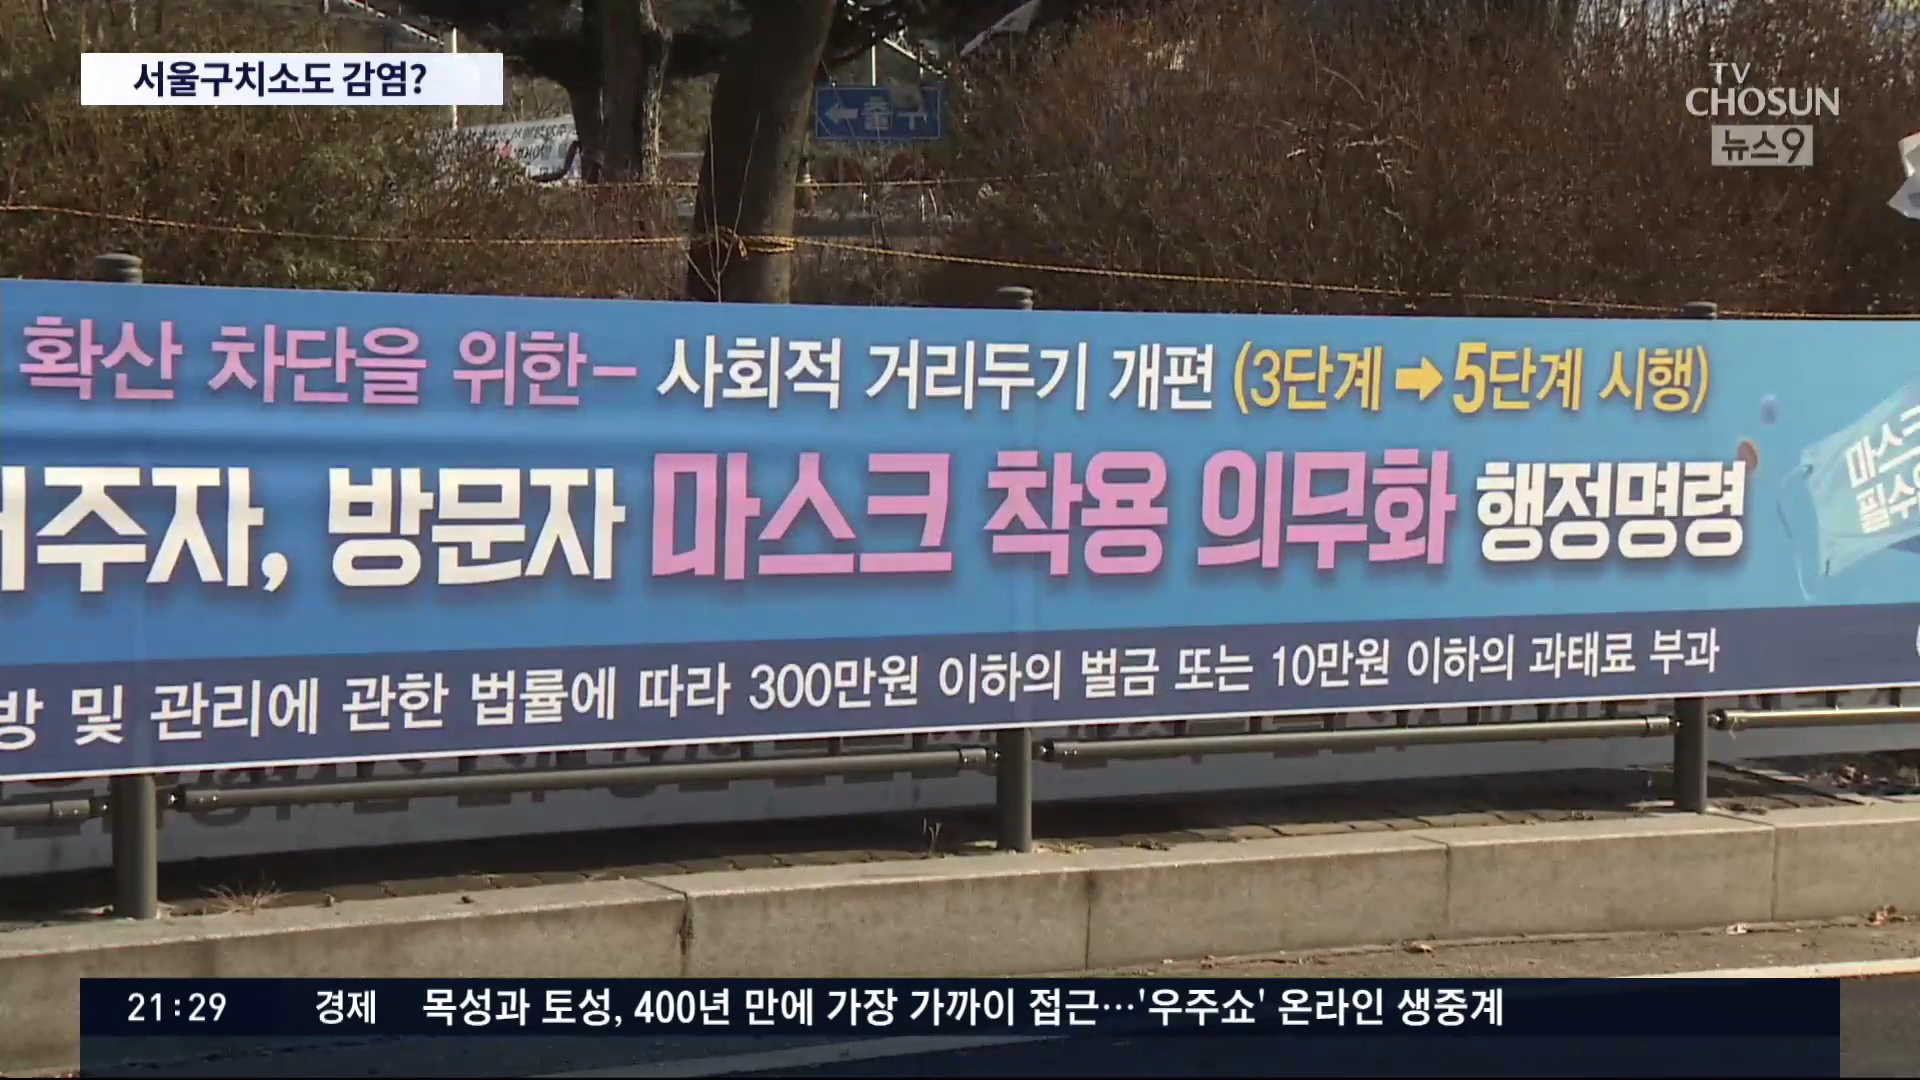 서울구치소도 감염?
TV
CHOSUN
뉴스9
확산 차단을 위한- 사회적 거리두기 개편 (3단계 ➡ 5단계 시행)
거주자, 방문자 마스크 착용 의무화 행정명령
마스크
방 및 관리에 관한 법률에 따라 300만원 이하의 벌금 또는 10만원 이하의 과태료 부과
21:29 경제 목성과 토성, 400년 만에 가장 가까이 접근…'우주쇼' 온라인 생중계